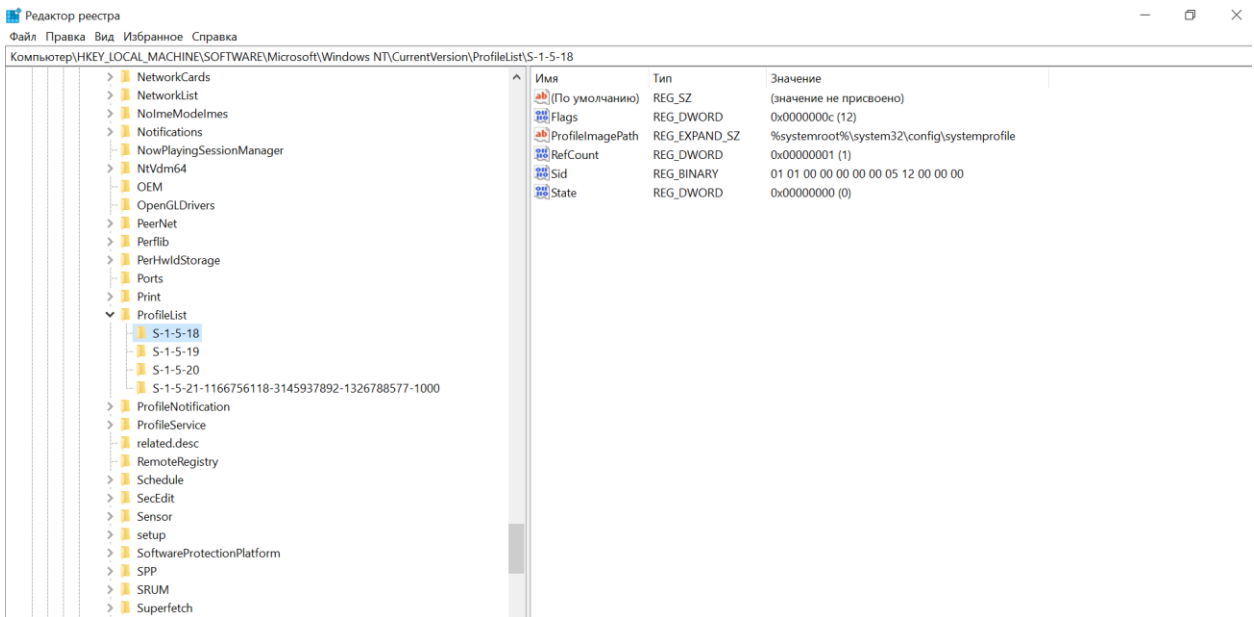 Редактор реестра
Файл Правка Вид Избранное Справка
Компьютер\HKEY_LOCAL_MACHINE\SOFTWARE\Microsoft\Windows NT\CurrentVersion\ProfileList\S-1-5-18
NetworkCards
NetworkList
NoImeModeImes
Notifications
NowPlayingSessionManager
NtVdm64
OEM
OpenGLDrivers
PeerNet
Perflib
PerHwIdStorage
Ports
Print
ProfileList
S-1-5-18
S-1-5-19
S-1-5-20
S-1-5-21-1166756118-3145937892-1326788577-1000
ProfileNotification
ProfileService
related.desc
RemoteRegistry
Schedule
SecEdit
Sensor
setup
SoftwareProtectionPlatform
SPP
SRUM
Superfetch
Имя Тип Значение
(По умолчанию) REG_SZ (значение не присвоено)
Flags REG_DWORD 0x0000000c (12)
ProfileImagePath REG_EXPAND_SZ %systemroot%\system32\config\systemprofile
RefCount REG_DWORD 0x00000001 (1)
Sid REG_BINARY 01 01 00 00 00 00 00 05 12 00 00 00
State REG_DWORD 0x00000000 (0)